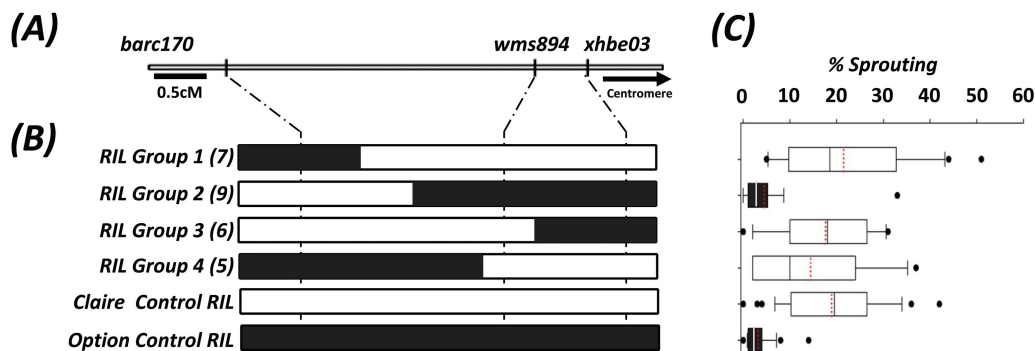 (A)
barc170 wms894 xhbe03
0.5cM
Centromere
(B)
RIL Group 1 (7)
RIL Group 2 (9)
RIL Group 3 (6)
RIL Group 4 (5)
Claire Control RIL
Option Control RIL
(C)
% Sprouting
0 10 20 30 40 50 60